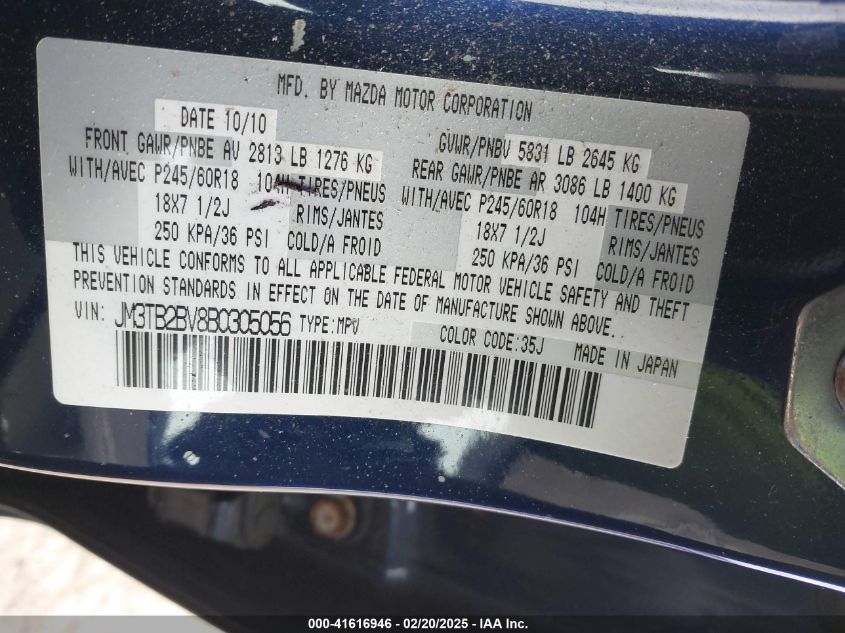 MFD. BY MAZDA MOTOR CORPORATION
DATE 10/10
GVWR/PNBV 5831 LB 2645 KG
FRONT GAWR/PNBE AV 2813 LB 1276 KG
REAR GAWR/PNBE AR 3086 LB 1400 KG
WITH/AVEC P245/60R18 104H TIRES/PNEUS
WITH/AVEC P245/60R18 104H TIRES/PNEUS
18X7 1/2J RIMS/JANTES
18X7 1/2J RIMS/JANTES
250 KPA/36 PSI COLD/A FROID
250 KPA/36 PSI COLD/A FROID
THIS VEHICLE CONFORMS TO ALL APPLICABLE FEDERAL MOTOR VEHICLE SAFETY AND THEFT
PREVENTION STANDARDS IN EFFECT ON THE DATE OF MANUFACTURE SHOWN ABOVE.
VIN: JM3TB2BV8B0305056 TYPE:MPV
COLOR CODE:35J MADE IN JAPAN
000-41616946 - 02/20/2025 - IAA Inc.